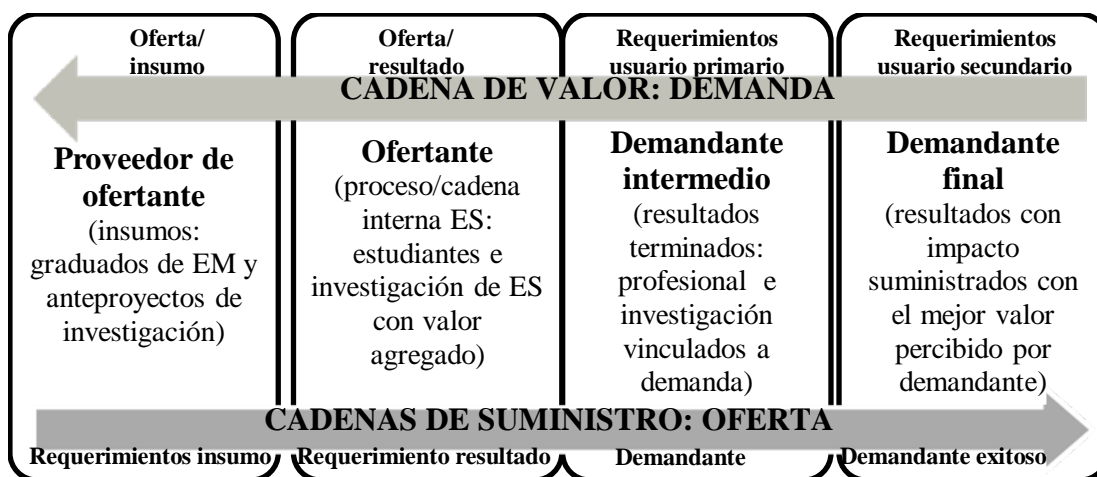 Oferta/
insumo
Oferta/
resultado
Requerimientos
usuario primario
Requerimientos
usuario secundario
CADENA DE VALOR: DEMANDA
Proveedor de
ofertante
(insumos:
graduados de EM y
anteproyectos de
investigación)
Ofertante
(proceso/cadena
interna ES:
estudiantes e
investigación de ES
con valor
agregado)
Demandante
intermedio
(resultados
terminados:
profesional e
investigación
vinculados a
demanda)
Demandante
final
(resultados con
impacto
suministrados con
el mejor valor
percibido por
demandante)
CADENAS DE SUMINISTRO: OFERTA
Requerimientos insumo
Requerimiento resultado
Demandante
Demandante exitoso